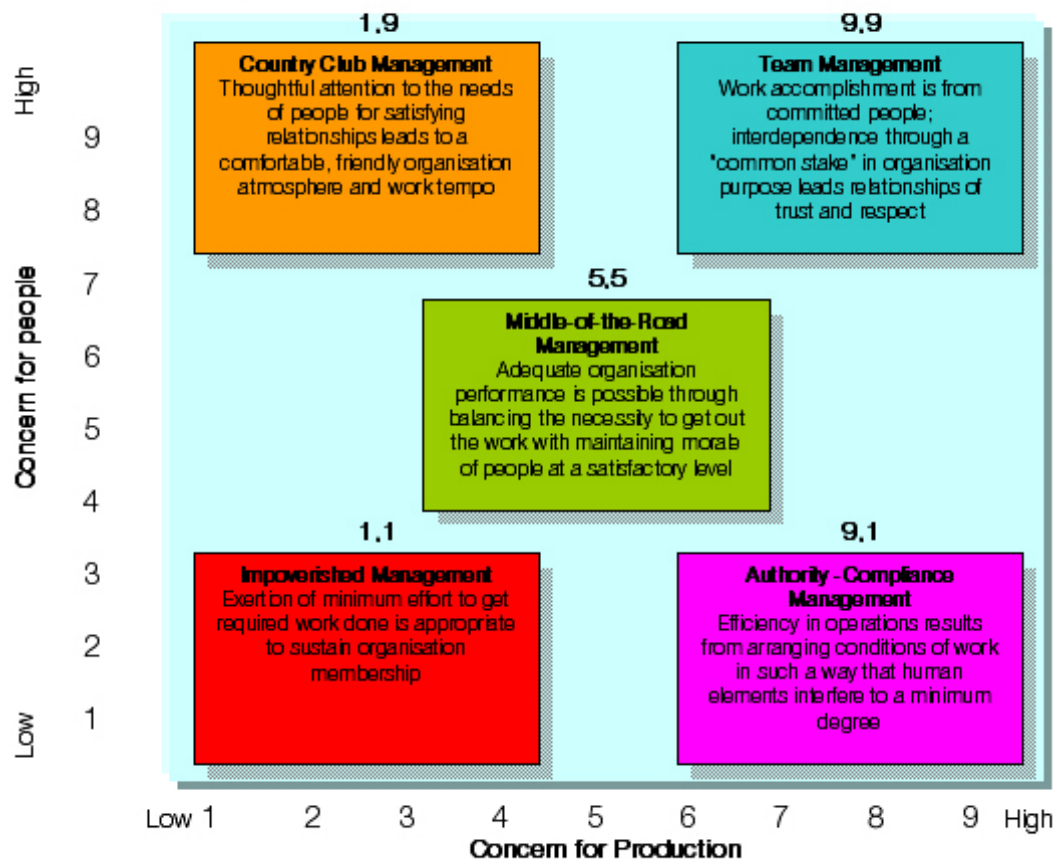 1,9
9,9
Country Club Management
Thoughtful attention to the needs
of people for satisfying
relationships leads to a
comfortable, friendly organisation
atmosphere and work tempo
Team Management
Work accomplishment is from
committed people;
interdependence through a
"common stake" in organisation
purpose leads relationships of
trust and respect
5,5
Middle-of-the-Road
Management
Adequate organisation
performance is possible through
balancing the necessity to get out
the work with maintaining morale
of people at a satisfactory level
1,1
9,1
Impoverished Management
Exertion of minimum effort to get
required work done is appropriate
to sustain organisation
membership
Authority - Compliance
Management
Efficiency in operations results
from arranging conditions of work
in such a way that human
elements interfere to a minimum
degree
High
9
8
7
6
5
4
3
2
1
Low
Concern for people
Low 1 2 3 4 5 6 7 8 9 High
Concern for Production